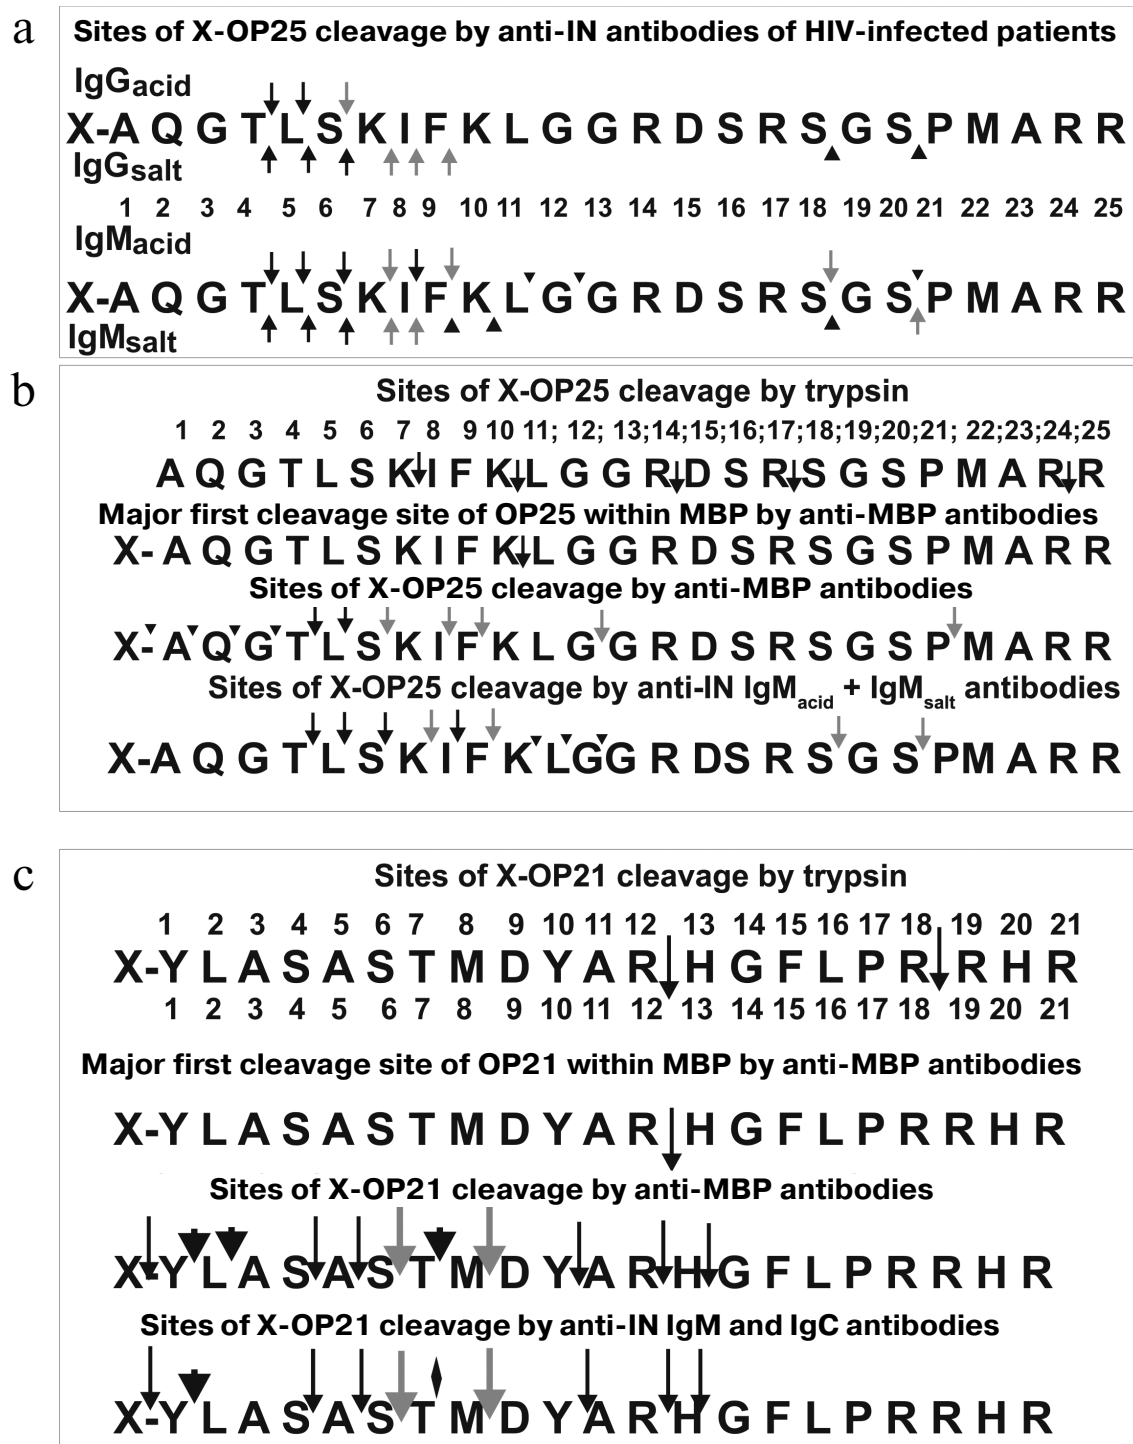 a
Sites of X-OP25 cleavage by anti-IN antibodies of HIV-infected patients
IgGacid
X-A Q G T L S K I F K L G G R D S R S G S P M A R R
IgGsalt
1 2 3 4 5 6 7 8 9 10 11 12 13 14 15 16 17 18 19 20 21 22 23 24 25
IgMacid
X-A Q G T L S K I F K L G G R D S R S G S P M A R R
IgMsalt
b
Sites of X-OP25 cleavage by trypsin
1 2 3 4 5 6 7 8 9 10 11; 12; 13;14;15;16;17;18;19;20;21; 22;23;24;25
A Q G T L S K I F K L G G R D S R S G S P M A R R
Major first cleavage site of OP25 within MBP by anti-MBP antibodies
X- A Q G T L S K I F K L G G R D S R S G S P M A R R
Sites of X-OP25 cleavage by anti-MBP antibodies
X- A Q G T L S K I F K L G G R D S R S G S P M A R R
Sites of X-OP25 cleavage by anti-IN IgMacid + IgMsalt antibodies
X-A Q G T L S K I F K L G G R D S R S G S P M A R R
c
Sites of X-OP21 cleavage by trypsin
1 2 3 4 5 6 7 8 9 10 11 12 13 14 15 16 17 18 19 20 21
X-Y L A S A S T M D Y A R H G F L P R R H R
1 2 3 4 5 6 7 8 9 10 11 12 13 14 15 16 17 18 19 20 21
Major first cleavage site of OP21 within MBP by anti-MBP antibodies
X-Y L A S A S T M D Y A R H G F L P R R H R
Sites of X-OP21 cleavage by anti-MBP antibodies
X-Y L A S A S T M D Y A R H G F L P R R H R
Sites of X-OP21 cleavage by anti-IN IgM and IgC antibodies
X-Y L A S A S T M D Y A R H G F L P R R H R